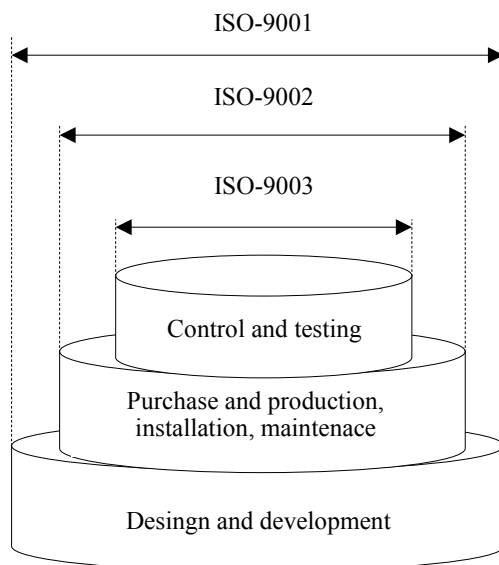 ISO-9001
ISO-9002
ISO-9003
Control and testing
Purchase and production,
installation, maintenace
Desingn and development